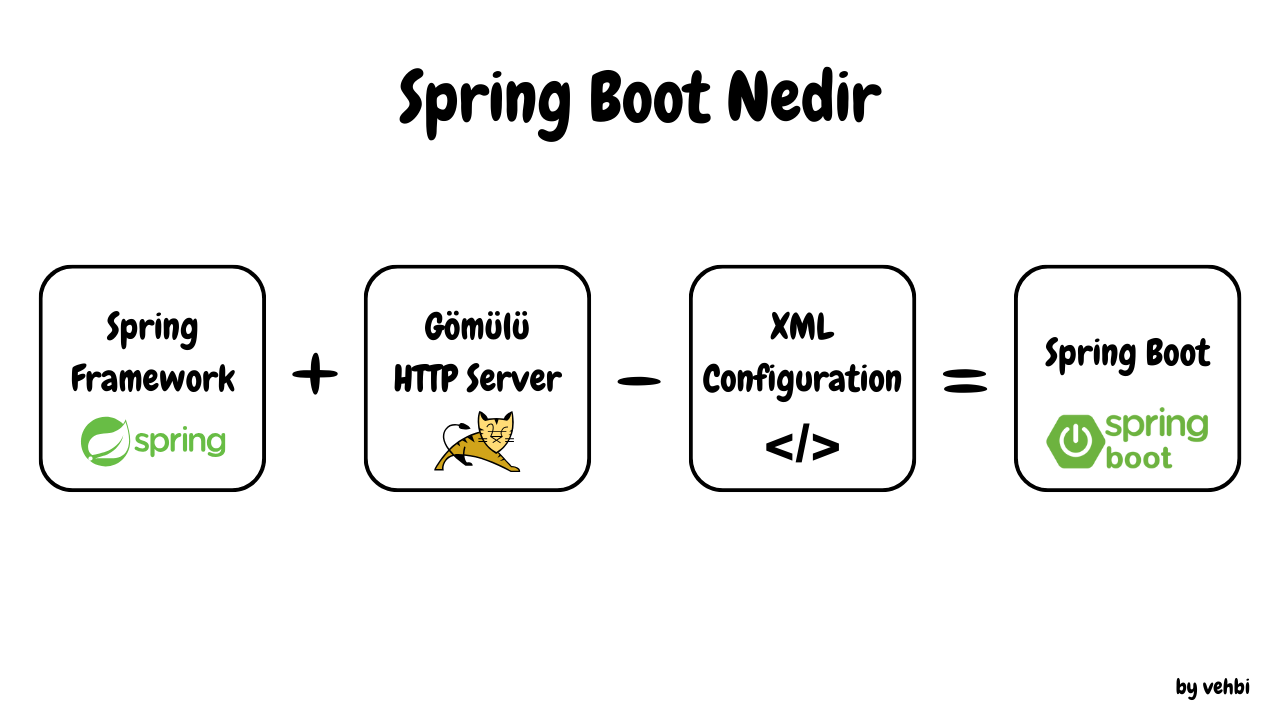 Spring Boot Nedir
Spring
Framework
spring
+
Gömülü
HTTP Server
-
XML
Configuration
</>
=
Spring Boot
spring
boot
by vehbi